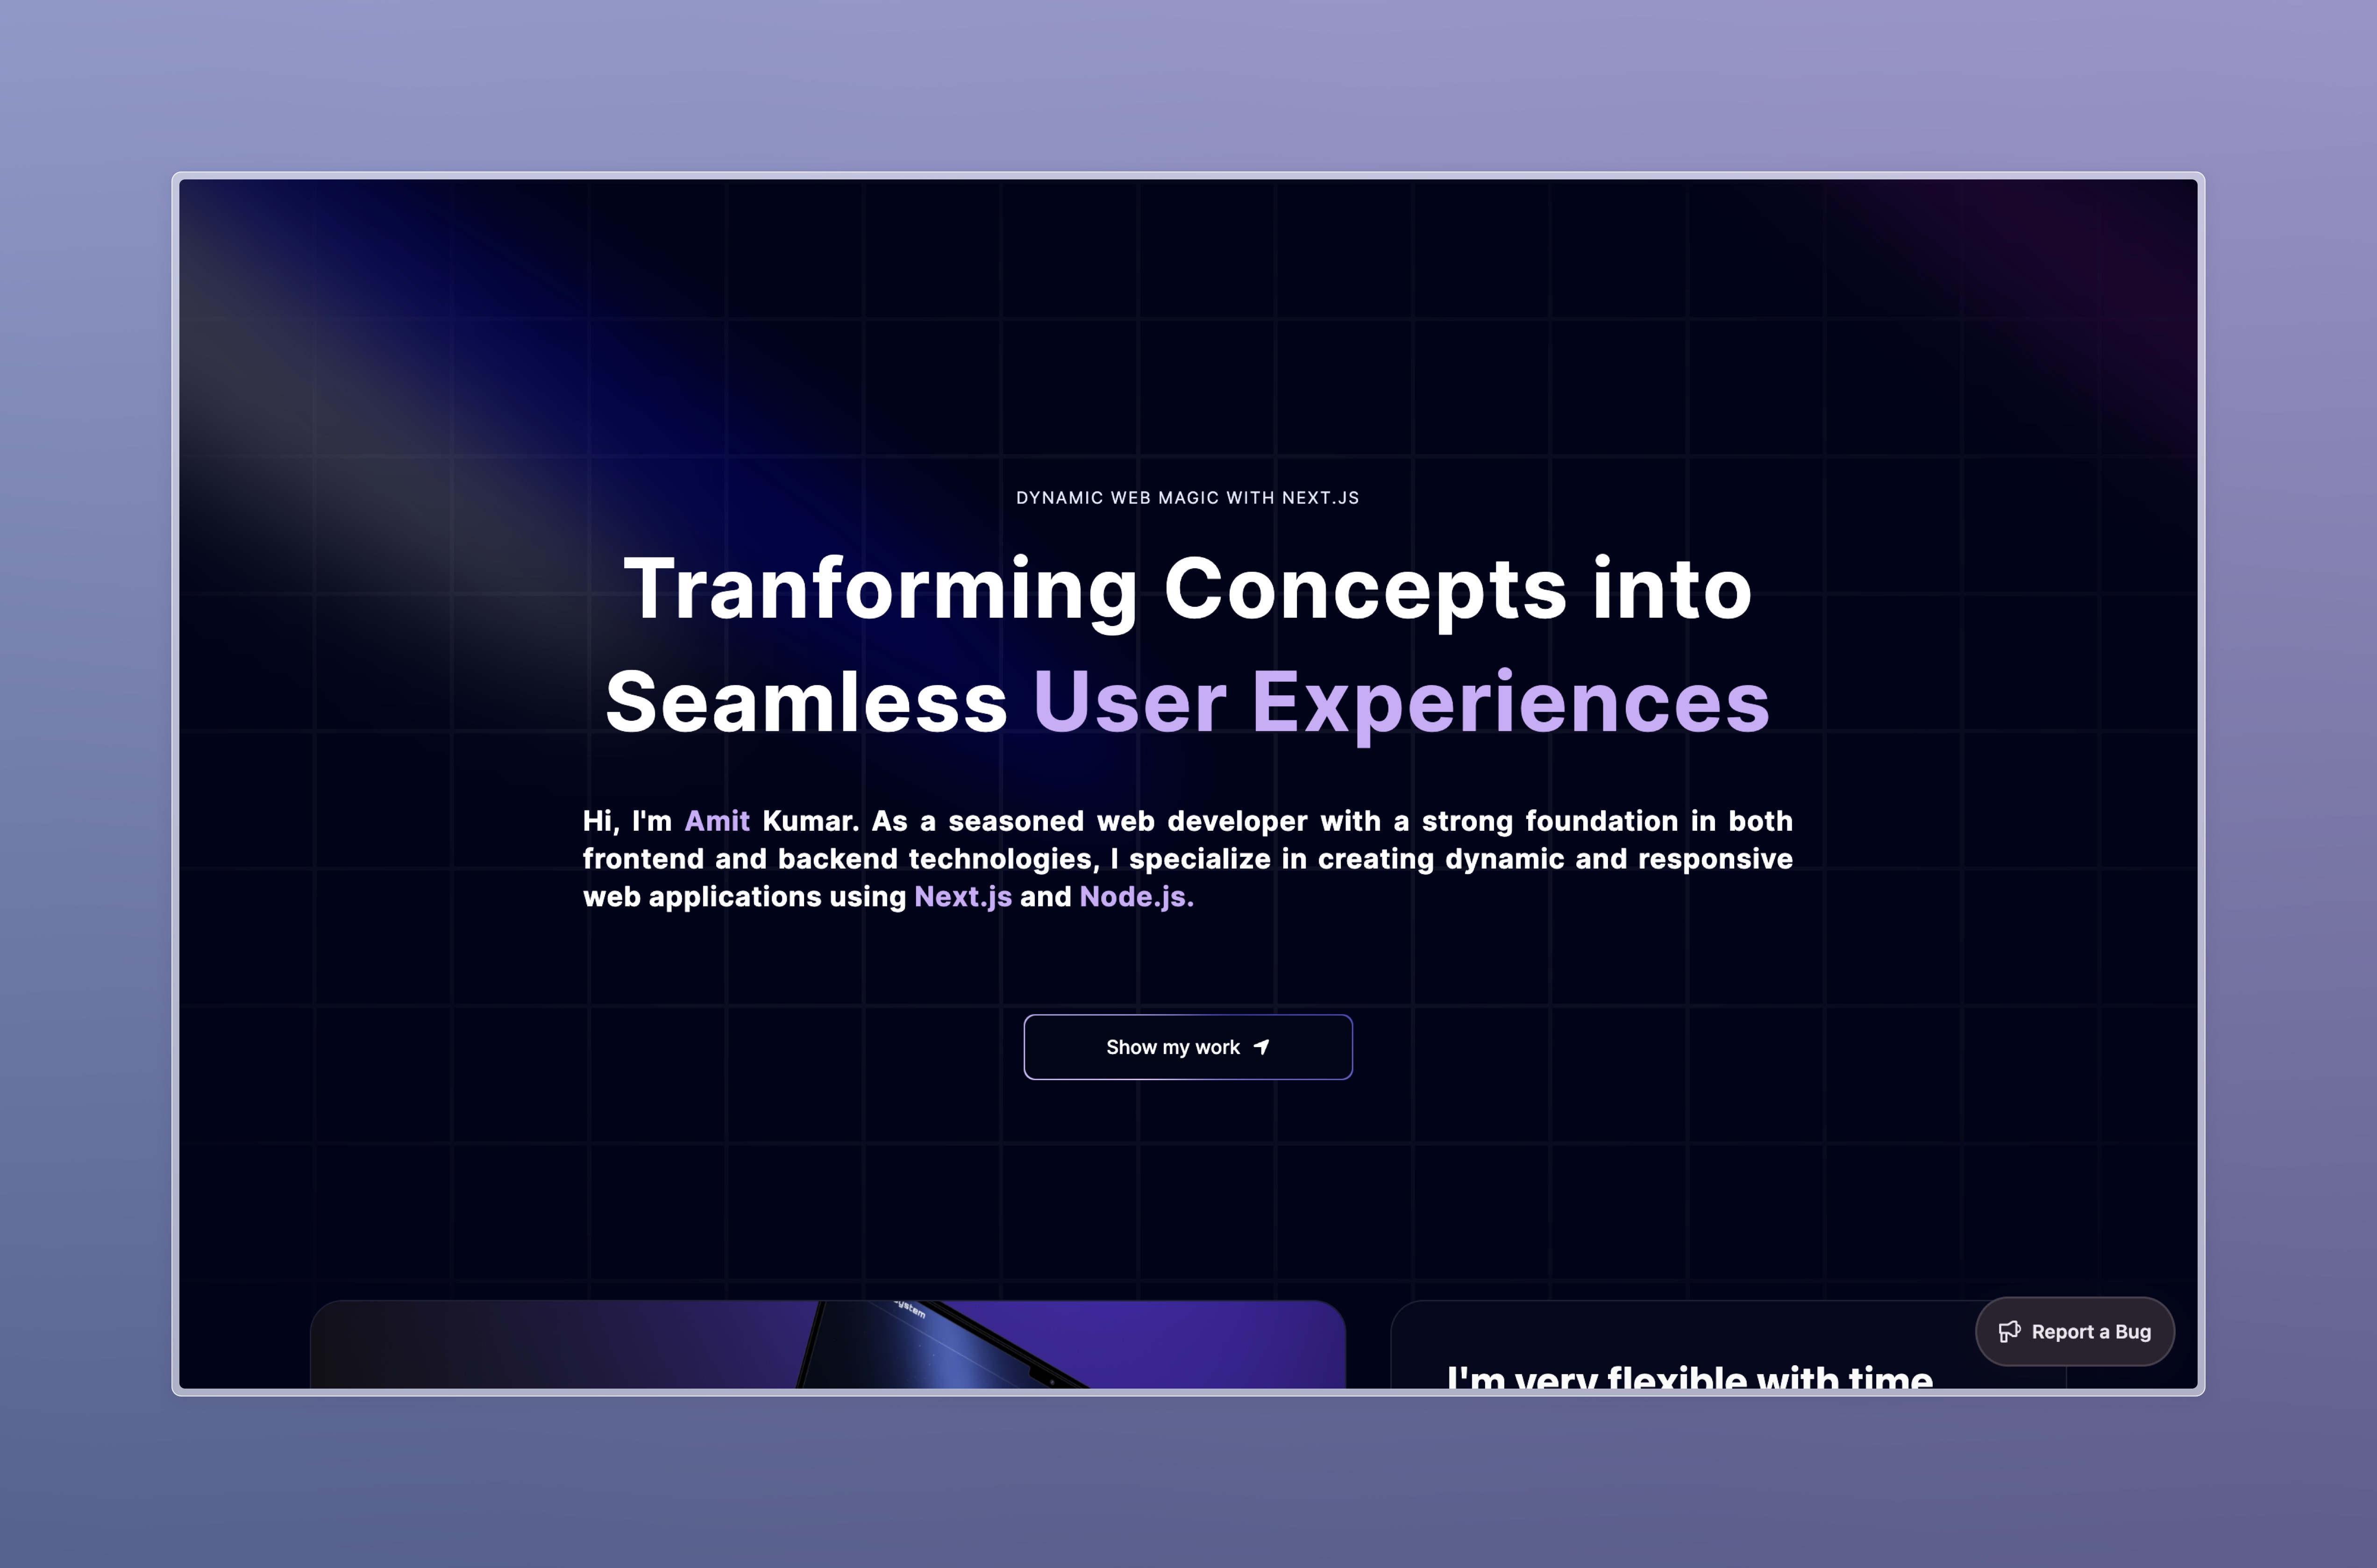 DYNAMIC WEB MAGIC WITH NEXT.JS
Tranforming Concepts into
Seamless User Experiences
Hi, I'm Amit Kumar. As a seasoned web developer with a strong foundation in both
frontend and backend technologies, I specialize in creating dynamic and responsive
web applications using Next.js and Node.js.
Show my work
Report a Bug
I'm very flexible with time